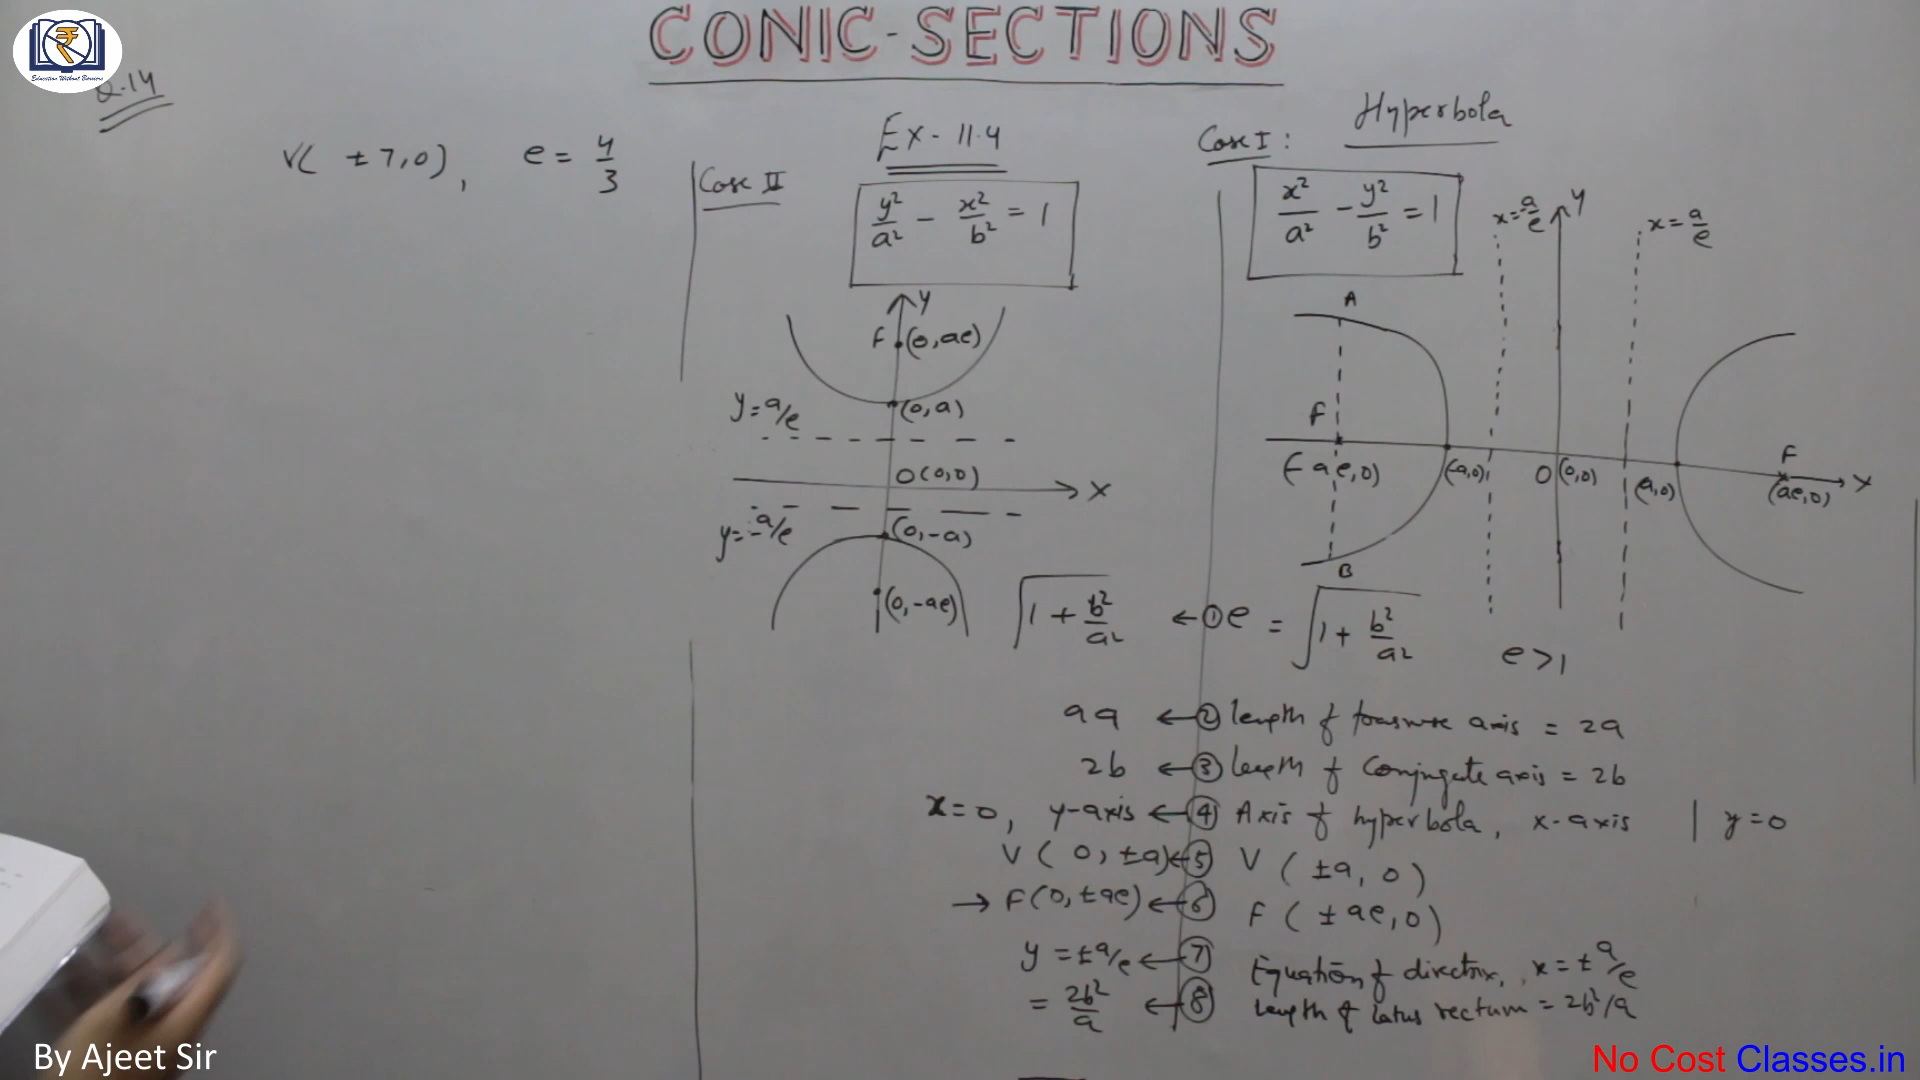 CONIC-SECTIONS
Education Without Barriers
Q.14
V( ±7,0), e = 4/3
Ex-11.4
Case II
y²/a² - x²/b² = 1
Y
F (0,ae)
(0,a)
y=a/e
O(0,0)
X
y=-a/e
(0,-a)
(0,-ae)
Hyperbola
Case I :
x²/a² - y²/b² = 1
x=a/e
Y
x=a/e
A
F
F
(-ae,0)
(-a,0)
O (0,0)
(a,0)
(ae,0)
X
B
√1 + b²/a² ← ① e = √1 + b²/a² e >1
aa ← ② length of transverse axis = 2a
2b ← ③ length of Conjugate axis = 2b
x=0, y-axis ← ④ Axis of hyperbola, x-axis | y=0
V ( 0, ±a) ← ⑤ V ( ±a, 0 )
→ F(0,±ae) ← ⑥ F ( ±ae,0)
y = ±a/e ← ⑦ Equation of directrix, x = ± a/e
= 2b²/a ← ⑧ Length of Latus rectum = 2b²/a
By Ajeet Sir
No Cost Classes.in